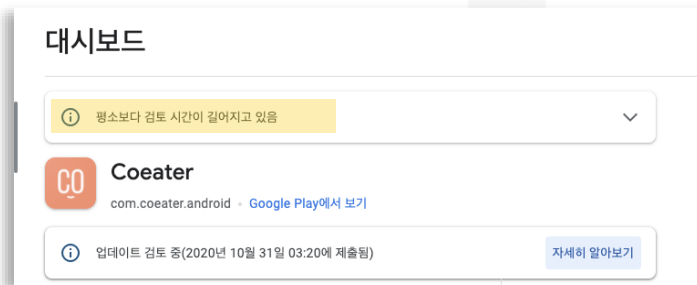 대시보드
평소보다 검토 시간이 길어지고 있음
CO
Coeater
com.coeater.android • Google Play에서 보기
업데이트 검토 중(2020년 10월 31일 03:20에 제출됨)
자세히 알아보기